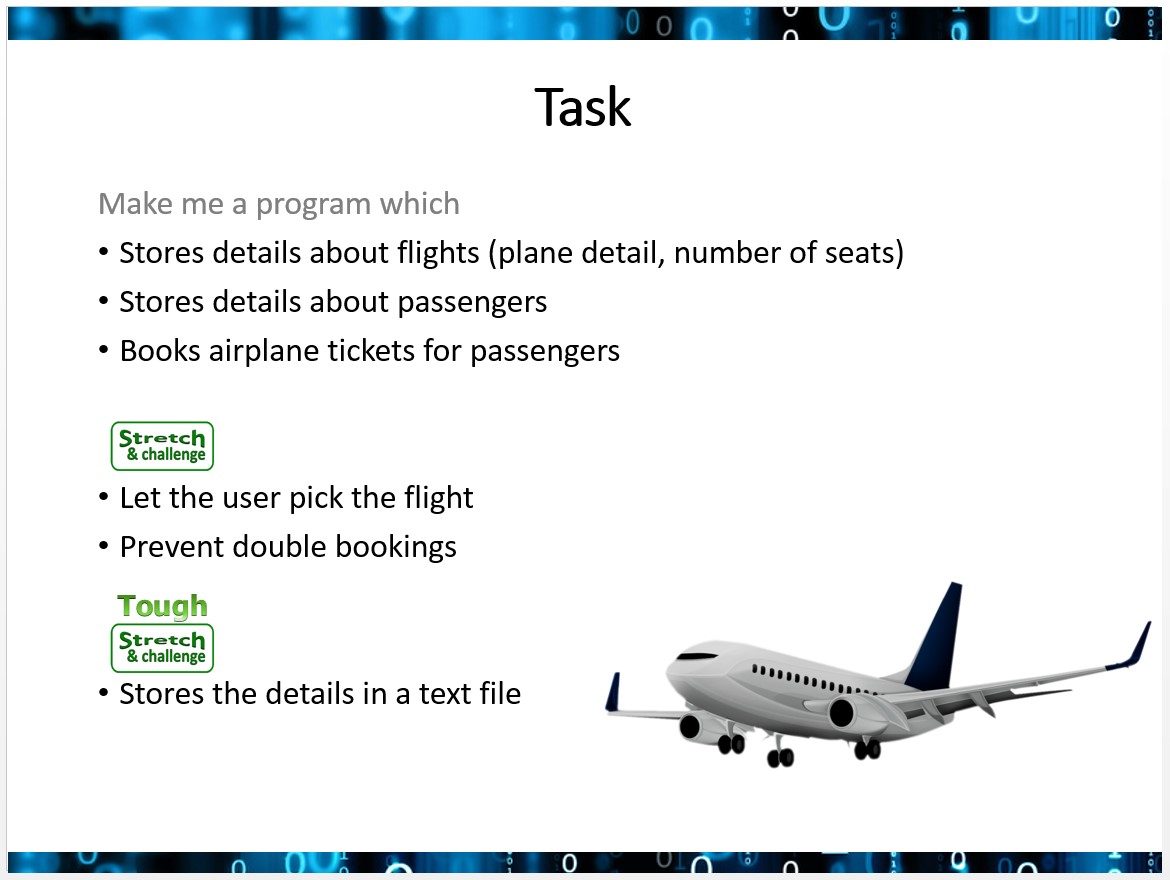 Task
Make me a program which
• Stores details about flights (plane detail, number of seats)
• Stores details about passengers
• Books airplane tickets for passengers
Stretch
& challenge
• Let the user pick the flight
• Prevent double bookings
Tough
Stretch
& challenge
• Stores the details in a text file